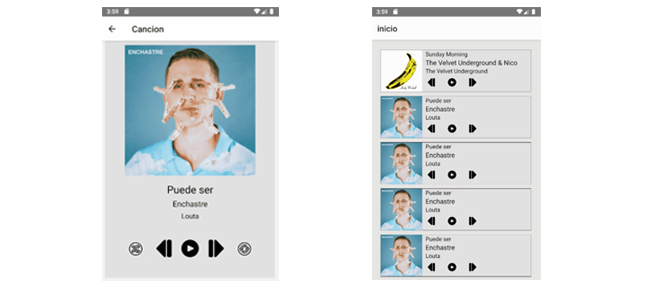 3:59
Cancion
ENCHASTRE
Puede ser
Enchastre
Louta
3:59
inicio
Sunday Morning
The Velvet Underground & Nico
The Velvet Underground
Puede ser
Enchastre
Louta
Puede ser
Enchastre
Louta
Puede ser
Enchastre
Louta
Puede ser
Enchastre
Louta